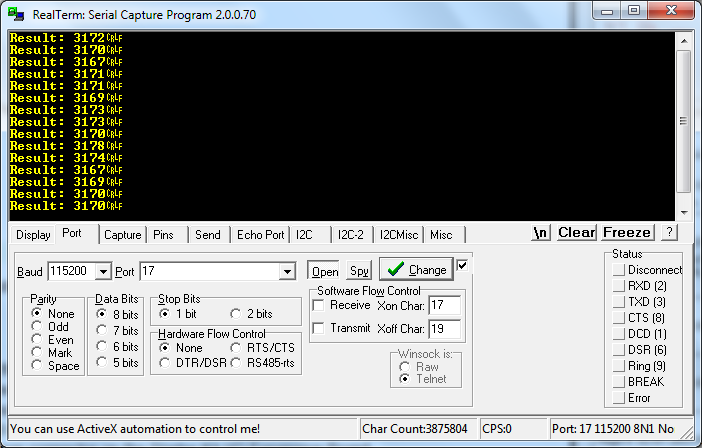 RealTerm: Serial Capture Program 2.0.0.70
Result: 3172CRLF
Result: 3170CRLF
Result: 3167CRLF
Result: 3171CRLF
Result: 3171CRLF
Result: 3169CRLF
Result: 3173CRLF
Result: 3173CRLF
Result: 3170CRLF
Result: 3178CRLF
Result: 3174CRLF
Result: 3167CRLF
Result: 3169CRLF
Result: 3170CRLF
Result: 3170CRLF
Display Port Capture Pins Send Echo Port I2C I2C-2 I2CMisc Misc \n Clear Freeze ?
Baud 115200 Port 17 Open Spy Change
Parity
None
Odd
Even
Mark
Space
Data Bits
8 bits
7 bits
6 bits
5 bits
Stop Bits
1 bit 2 bits
Hardware Flow Control
None RTS/CTS
DTR/DSR RS485-rts
Software Flow Control
Receive Xon Char: 17
Transmit Xoff Char: 19
Winsock is:
Raw
Telnet
Status
Disconnect
RXD (2)
TXD (3)
CTS (8)
DCD (1)
DSR (6)
Ring (9)
BREAK
Error
You can use ActiveX automation to control me! Char Count:3875804 CPS:0 Port: 17 115200 8N1 No